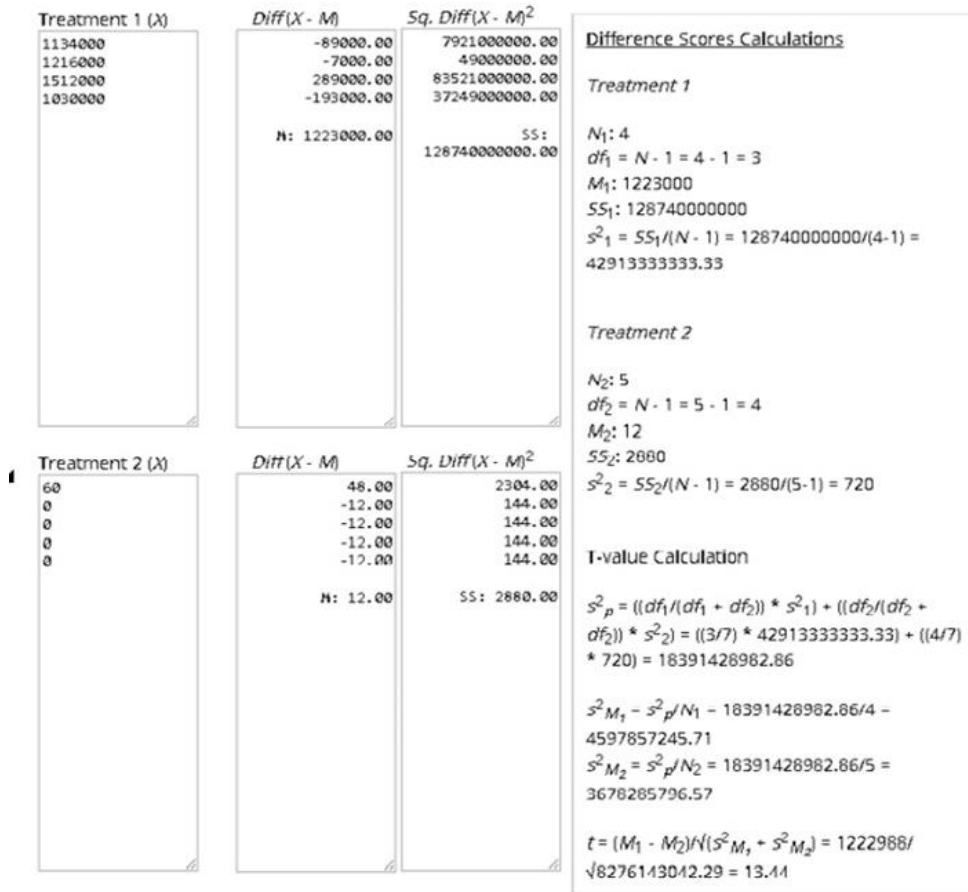 Treatment 1 (X)
Diff (X - M)
Sq. Diff (X - M)²
1134000
-89000.00
7921000000.00
1216000
-7000.00
49000000.00
1512000
289000.00
83521000000.00
1030000
-193000.00
37249000000.00
M: 1223000.00
SS:
128740000000.00
Treatment 2 (X)
Diff (X - M)
Sq. Diff (X - M)²
60
48.00
2304.00
0
-12.00
144.00
0
-12.00
144.00
0
-12.00
144.00
0
-12.00
144.00
M: 12.00
SS: 2880.00
Difference Scores Calculations
Treatment 1
N₁: 4
df₁ = N - 1 = 4 - 1 = 3
M₁: 1223000
SS₁: 128740000000
s²₁ = SS₁/(N - 1) = 128740000000/(4-1) =
42913333333.33
Treatment 2
N₂: 5
df₂ = N - 1 = 5 - 1 = 4
M₂: 12
SS₂: 2880
s²₂ = SS₂/(N - 1) = 2880/(5-1) = 720
T-value Calculation
s²ₚ = ((df₁/(df₁ + df₂)) * s²₁) + ((df₂/(df₂ +
df₂)) * s²₂) = ((3/7) * 42913333333.33) + ((4/7)
* 720) = 18391428982.86
s²M₁ = s²ₚ/N₁ = 18391428982.86/4 =
4597857245.71
s²M₂ = s²ₚ/N₂ = 18391428982.86/5 =
3678285796.57
t = (M₁ - M₂)/√(s²M₁ + s²M₂) = 1222988/
√8276143042.29 = 13.44